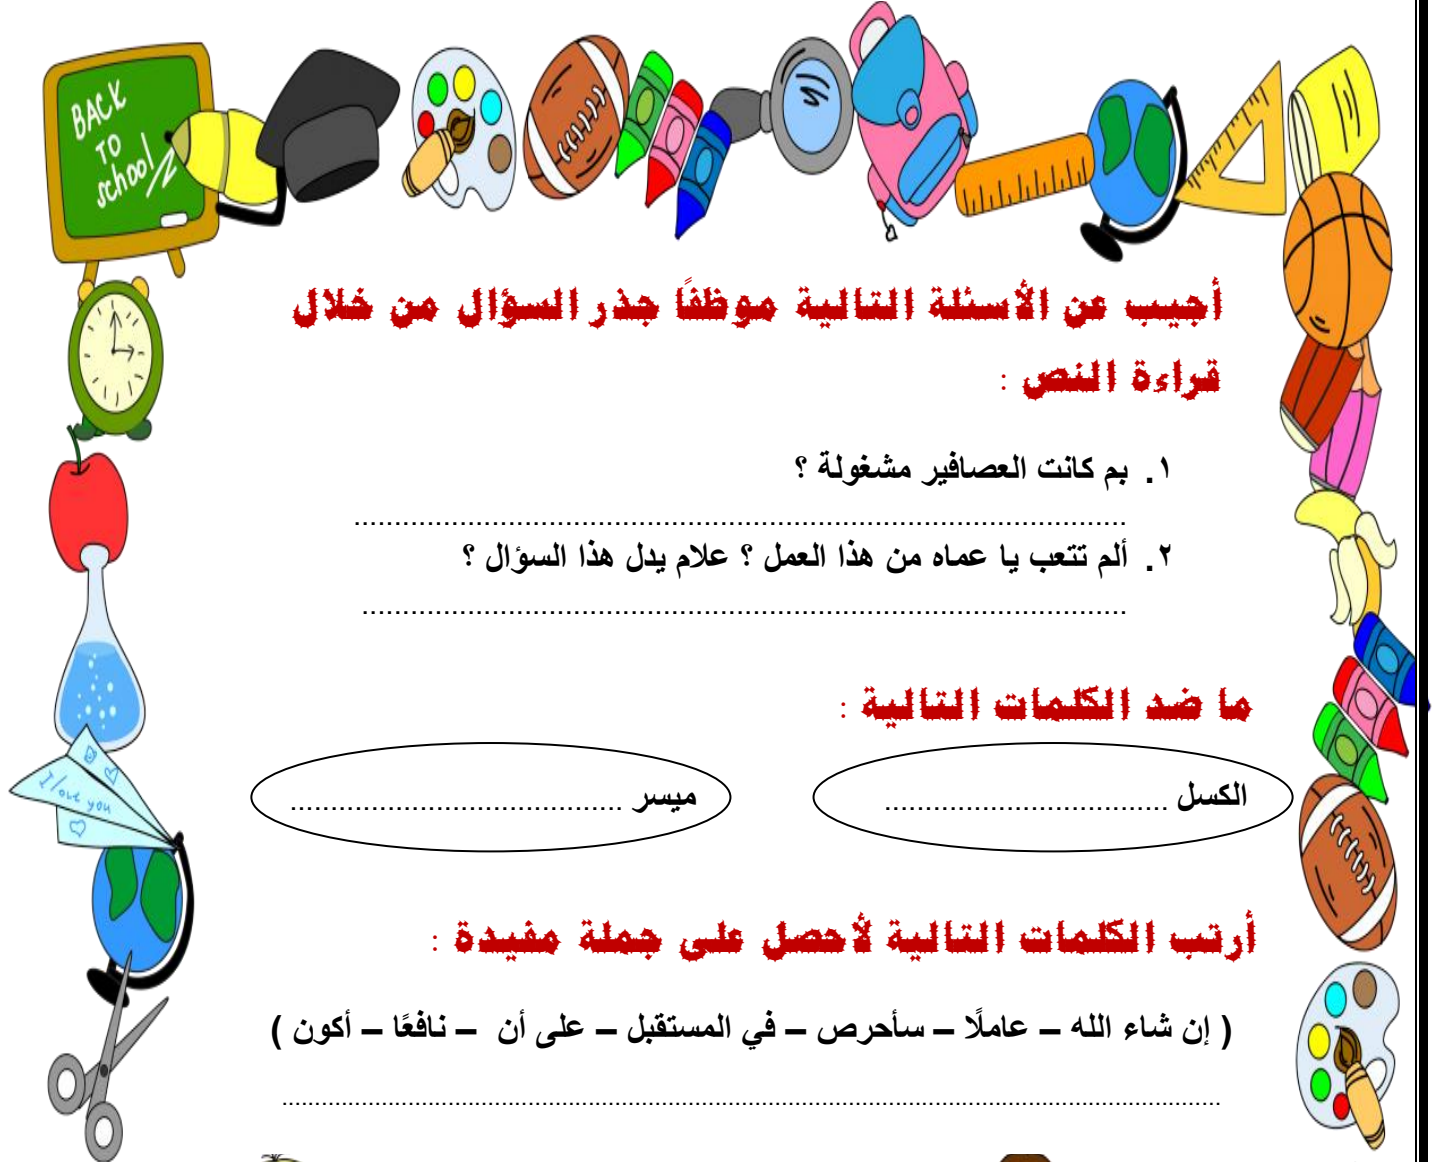 BACK
TO
school
أجيب عن الأسئلة التالية موظفًا جذر السؤال من خلال
قراءة النص :
١. بم كانت العصافير مشغولة ؟
................................................................................................
٢. ألم تتعب يا عماه من هذا العمل ؟ علام يدل هذا السؤال ؟
...............................................................................................
ما ضد الكلمات التالية :
الكسل ...................................
ميسر .........................................
I love you
أرتب الكلمات التالية لأحصل على جملة مفيدة :
( إن شاء الله – عاملًا – سأحرص – في المستقبل – على أن – نافعًا – أكون )
.....................................................................................................................